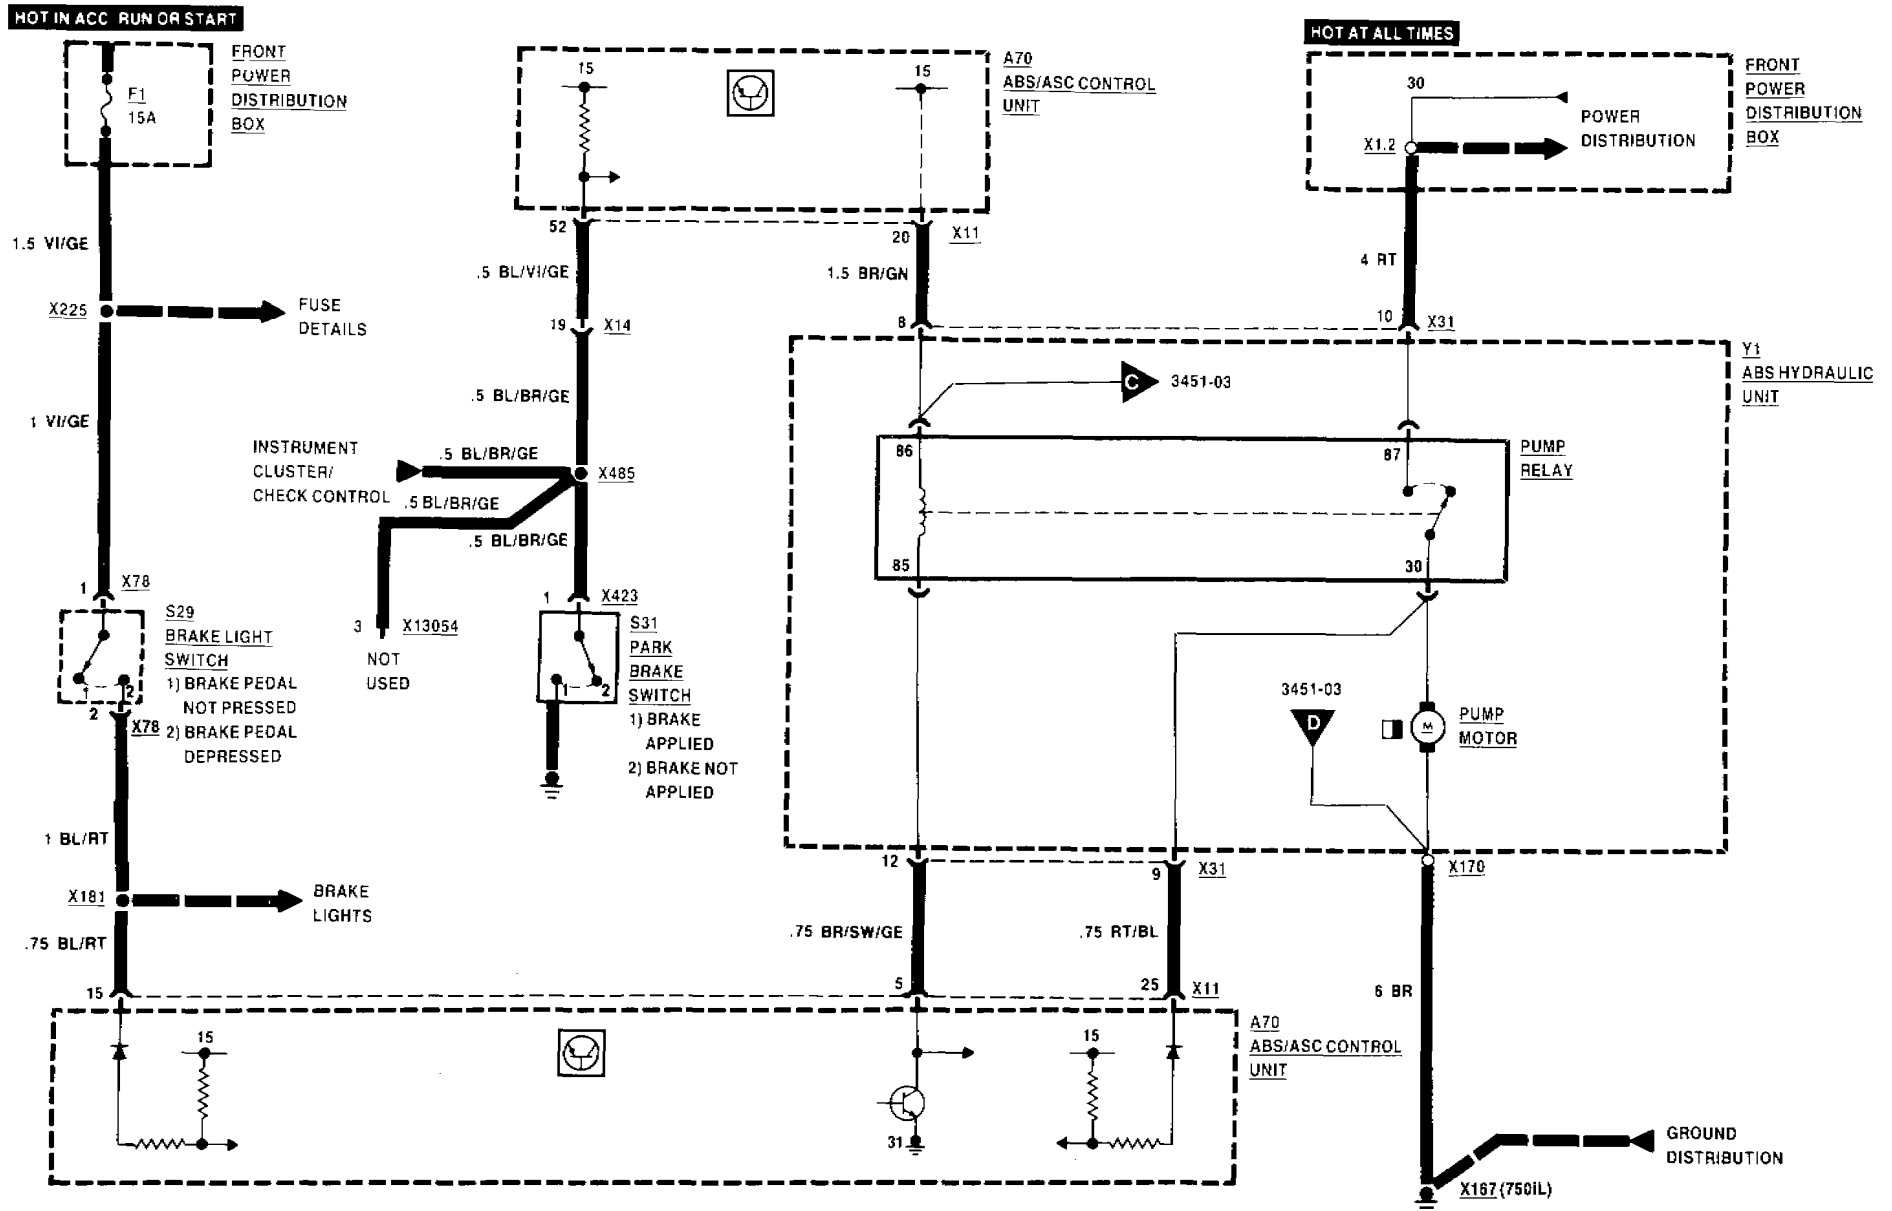 HOT IN ACC RUN OR START
FRONT
POWER
DISTRIBUTION
BOX
F1
15A
1.5 VI/GE
X225
FUSE
DETAILS
1 VI/GE
1
X78
S29
BRAKE LIGHT
SWITCH
1) BRAKE PEDAL
NOT PRESSED
2) BRAKE PEDAL
DEPRESSED
1
2
2
X78
1 BL/RT
X181
BRAKE
LIGHTS
.75 BL/RT
15
A70
ABS/ASC CONTROL
UNIT
15
15
52
20
X11
.5 BL/VI/GE
1.5 BR/GN
19
X14
8
.5 BL/BR/GE
INSTRUMENT
CLUSTER/
CHECK CONTROL
.5 BL/BR/GE
X485
.5 BL/BR/GE
.5 BL/BR/GE
3
X13054
NOT
USED
1
X423
S31
PARK
BRAKE
SWITCH
1) BRAKE
APPLIED
2) BRAKE NOT
APPLIED
1
2
HOT AT ALL TIMES
30
X1.2
POWER
DISTRIBUTION
FRONT
POWER
DISTRIBUTION
BOX
4 RT
10
X31
Y1
ABS HYDRAULIC
UNIT
C
3451-03
86
87
PUMP
RELAY
85
30
3451-03
D
M
PUMP
MOTOR
12
9
X31
X170
.75 BR/SW/GE
.75 RT/BL
5
25
X11
6 BR
A70
ABS/ASC CONTROL
UNIT
15
15
31
GROUND
DISTRIBUTION
X167 (750iL)